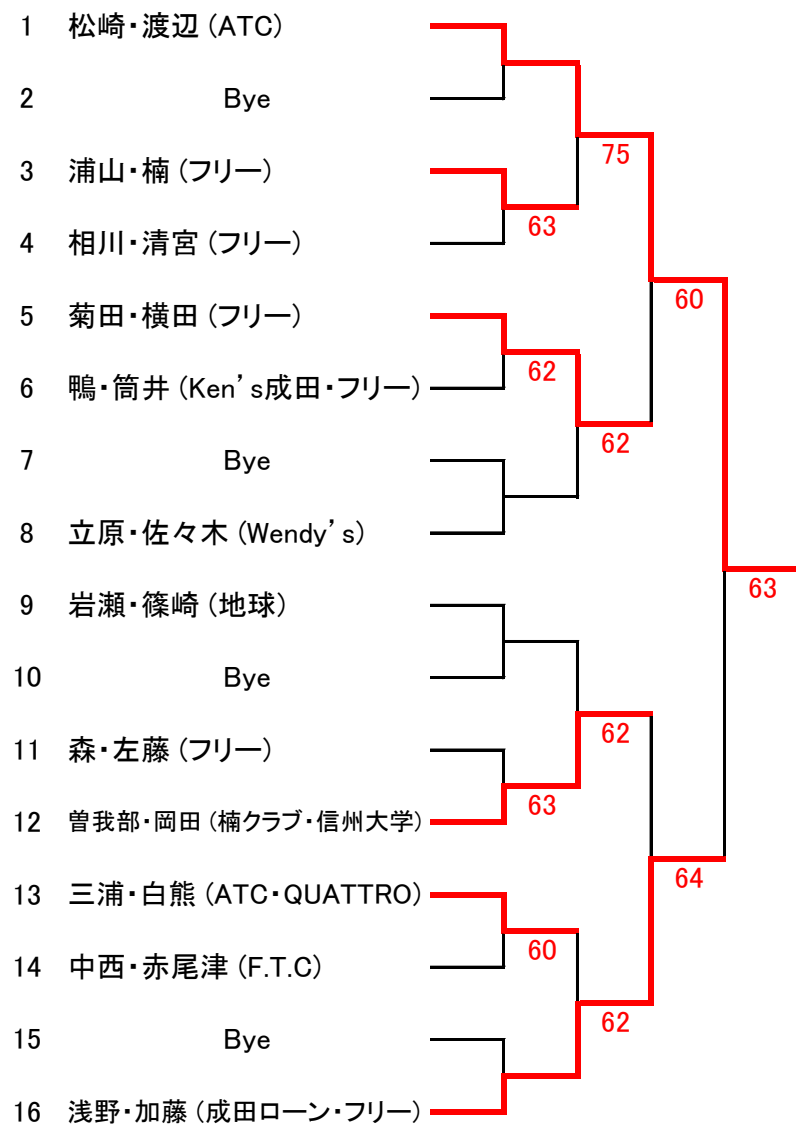 1 松崎・渡辺 (ATC)
2 Bye
75
3 浦山・楠 (フリー)
63
4 相川・清宮 (フリー)
60
5 菊田・横田 (フリー)
62
6 鴨・筒井 (Ken's成田・フリー)
62
7 Bye
8 立原・佐々木 (Wendy's)
63
9 岩瀬・篠崎 (地球)
10 Bye
62
11 森・左藤 (フリー)
63
12 曽我部・岡田 (楠クラブ・信州大学)
64
13 三浦・白熊 (ATC・QUATTRO)
60
14 中西・赤尾津 (F.T.C)
62
15 Bye
16 浅野・加藤 (成田ローン・フリー)